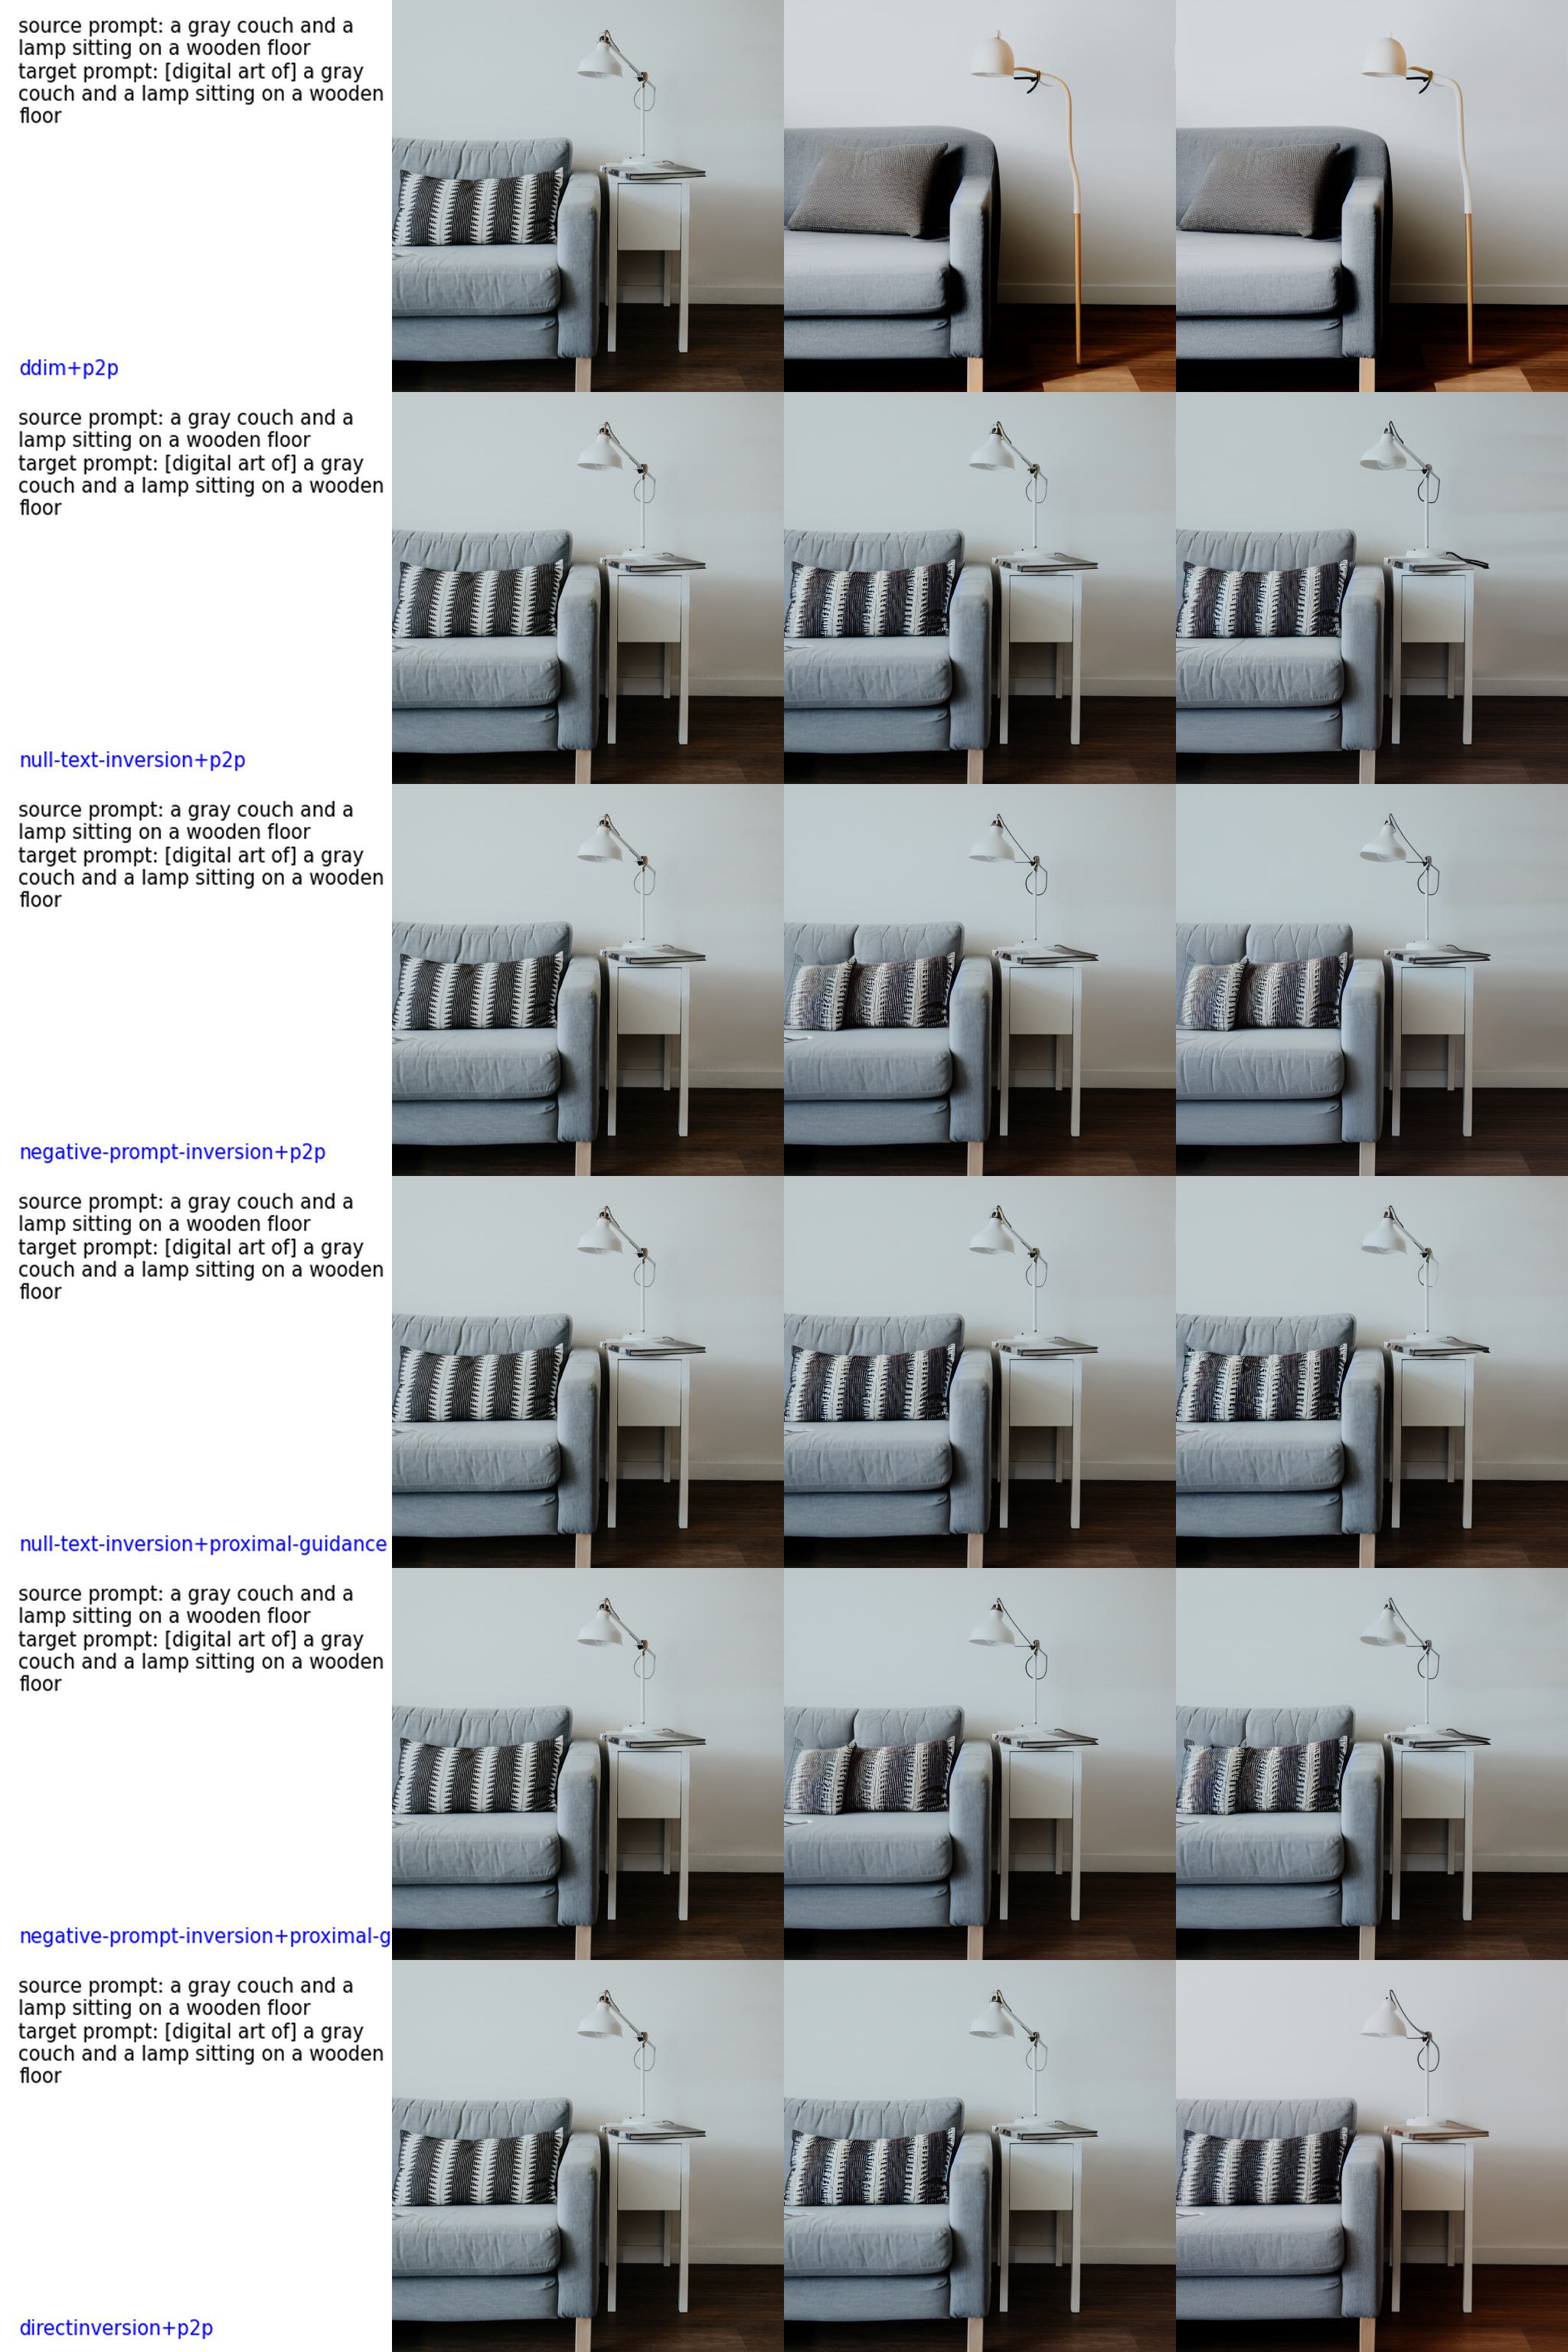 source prompt: a gray couch and a
lamp sitting on a wooden floor
target prompt: [digital art of] a gray
couch and a lamp sitting on a wooden
floor
ddim+p2p
source prompt: a gray couch and a
lamp sitting on a wooden floor
target prompt: [digital art of] a gray
couch and a lamp sitting on a wooden
floor
null-text-inversion+p2p
source prompt: a gray couch and a
lamp sitting on a wooden floor
target prompt: [digital art of] a gray
couch and a lamp sitting on a wooden
floor
negative-prompt-inversion+p2p
source prompt: a gray couch and a
lamp sitting on a wooden floor
target prompt: [digital art of] a gray
couch and a lamp sitting on a wooden
floor
null-text-inversion+proximal-guidance
source prompt: a gray couch and a
lamp sitting on a wooden floor
target prompt: [digital art of] a gray
couch and a lamp sitting on a wooden
floor
negative-prompt-inversion+proximal-g
source prompt: a gray couch and a
lamp sitting on a wooden floor
target prompt: [digital art of] a gray
couch and a lamp sitting on a wooden
floor
directinversion+p2p